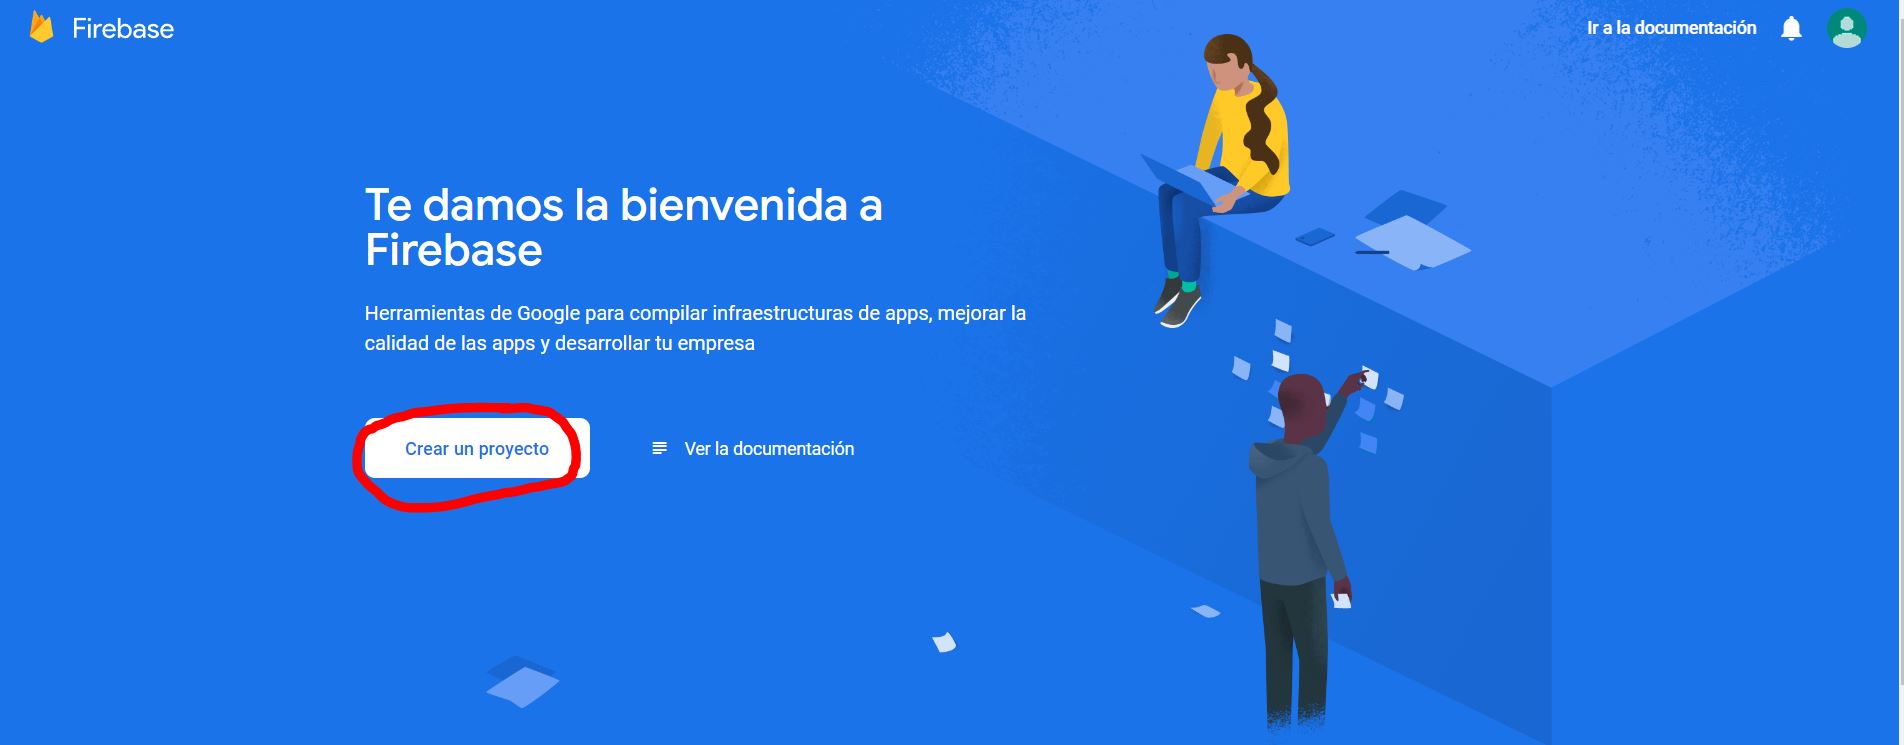 Firebase
Ir a la documentación
Te damos la bienvenida a
Firebase
Herramientas de Google para compilar infraestructuras de apps, mejorar la
calidad de las apps y desarrollar tu empresa
Crear un proyecto
Ver la documentación